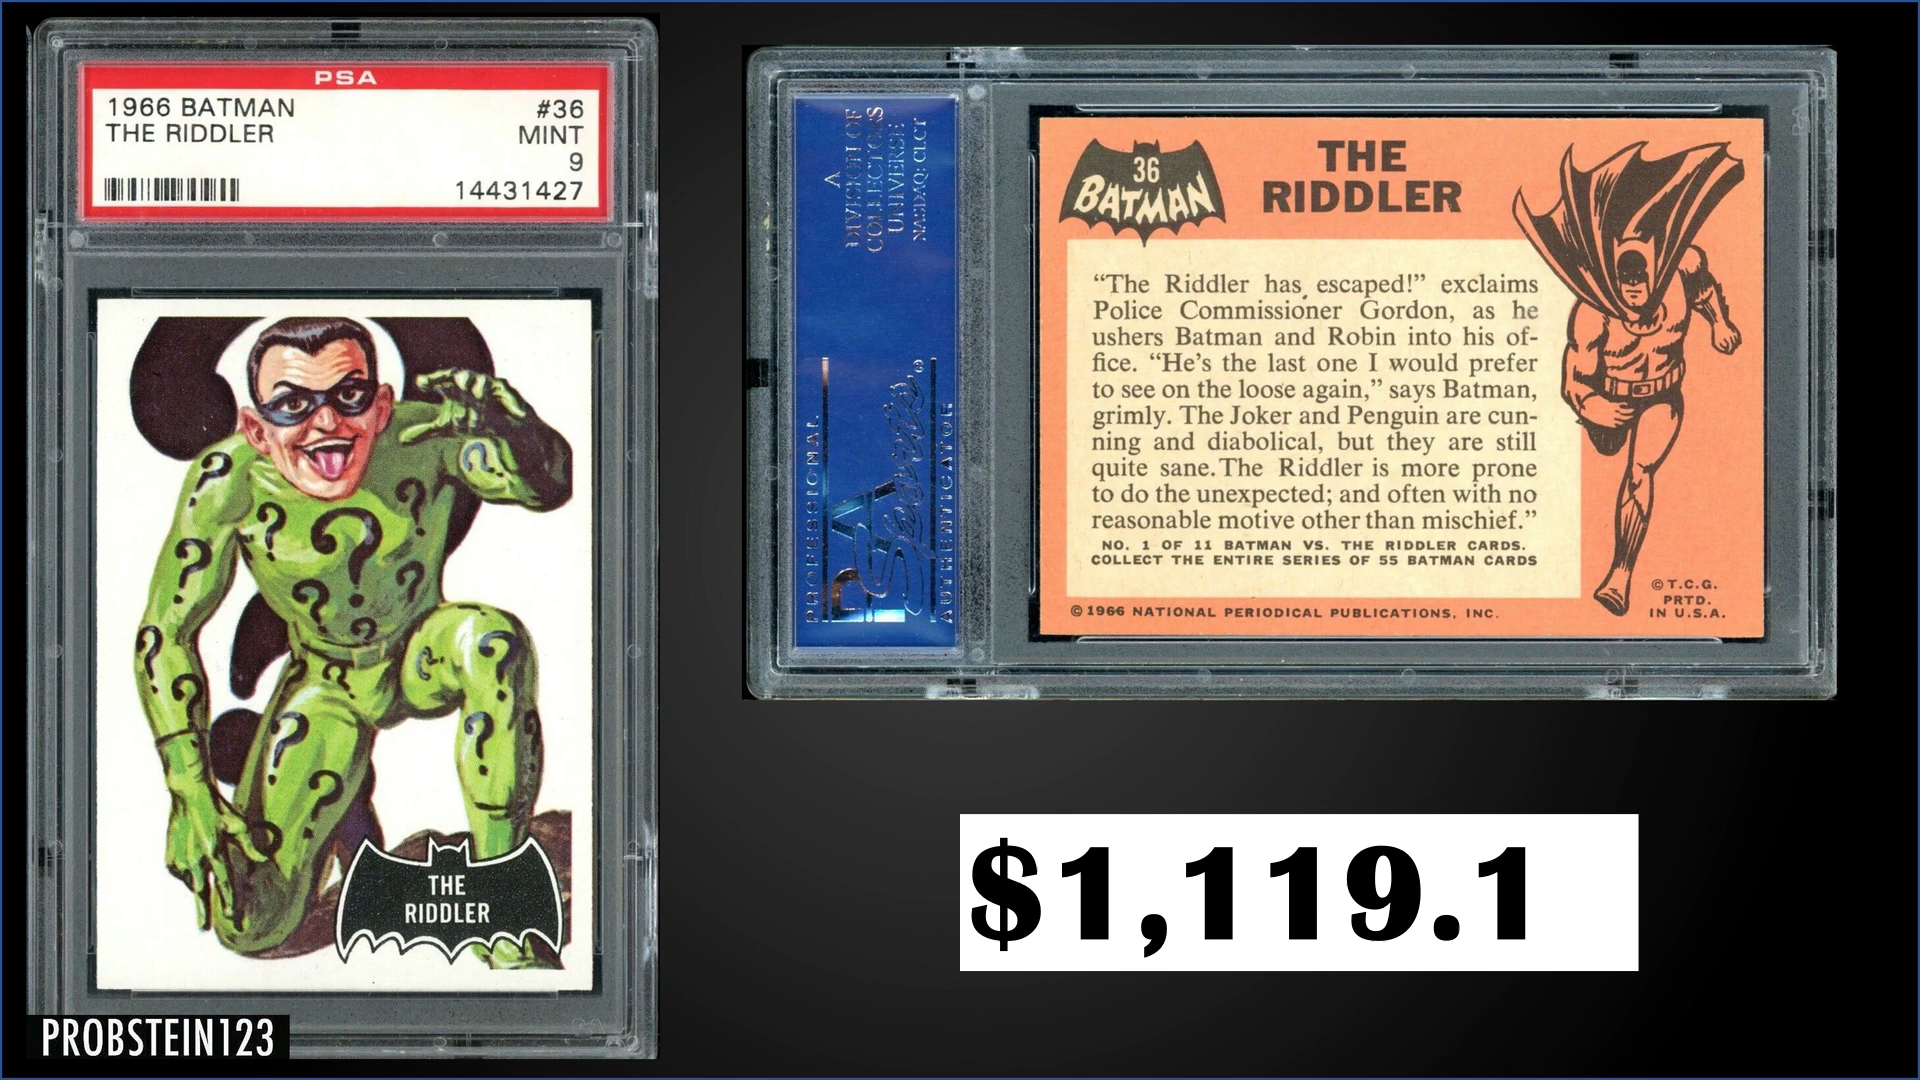 PSA
1966 BATMAN #36
THE RIDDLER MINT
9
14431427
THE
RIDDLER
PROBSTEIN123
A
DIVISION OF
COLLECTORS
UNIVERSE
NASDAQ: CLCT
PROFESSIONAL
PSA
AUTHENTICATOR
36
BATMAN
THE
RIDDLER
“The Riddler has escaped!” exclaims
Police Commissioner Gordon, as he
ushers Batman and Robin into his of-
fice. “He’s the last one I would prefer
to see on the loose again,” says Batman,
grimly. The Joker and Penguin are cun-
ning and diabolical, but they are still
quite sane. The Riddler is more prone
to do the unexpected; and often with no
reasonable motive other than mischief.”
NO. 1 OF 11 BATMAN VS. THE RIDDLER CARDS.
COLLECT THE ENTIRE SERIES OF 55 BATMAN CARDS
© 1966 NATIONAL PERIODICAL PUBLICATIONS, INC.
© T.C.G.
PRTD.
IN U.S.A.
$1,119.1